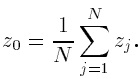 z_0 = \frac{1}{N} \sum_{j=1}^{N} z_j.